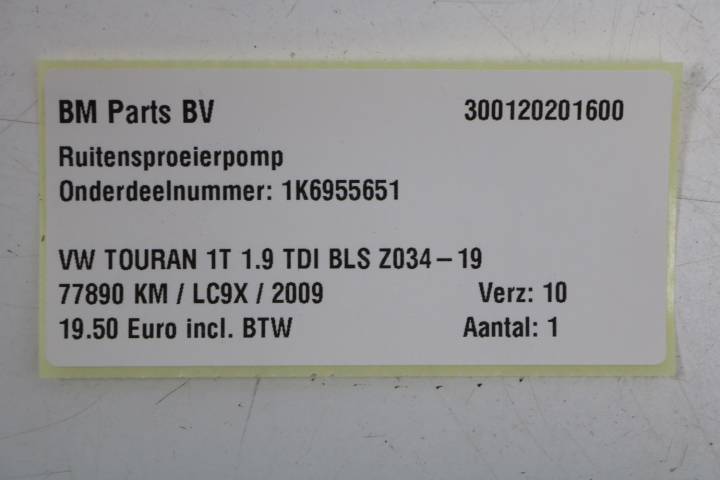 BM Parts BV 300120201600
Ruitensproeierpomp
Onderdeelnummer: 1K6955651
VW TOURAN 1T 1.9 TDI BLS Z034-19
77890 KM / LC9X / 2009 Verz: 10
19.50 Euro incl. BTW Aantal: 1